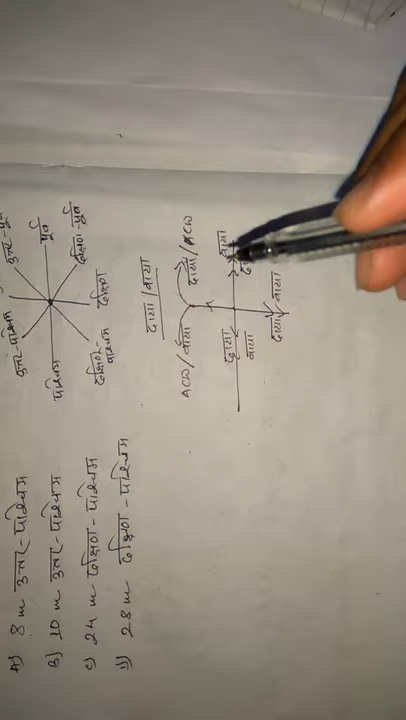 उत्तर-पूर्व
पूर्व
दक्षिण-पूर्व
दक्षिण
दक्षिण-पश्चिम
पश्चिम
उत्तर-पश्चिम
दाया/बाया
ACW/बाया
दाया/ACW
दाया
बाया
बाया
दाया
बाया
A) 8 m उत्तर-पश्चिम
B) 10 m उत्तर-पश्चिम
C) 24 m दक्षिण-पश्चिम
D) 28 m दक्षिण-पश्चिम